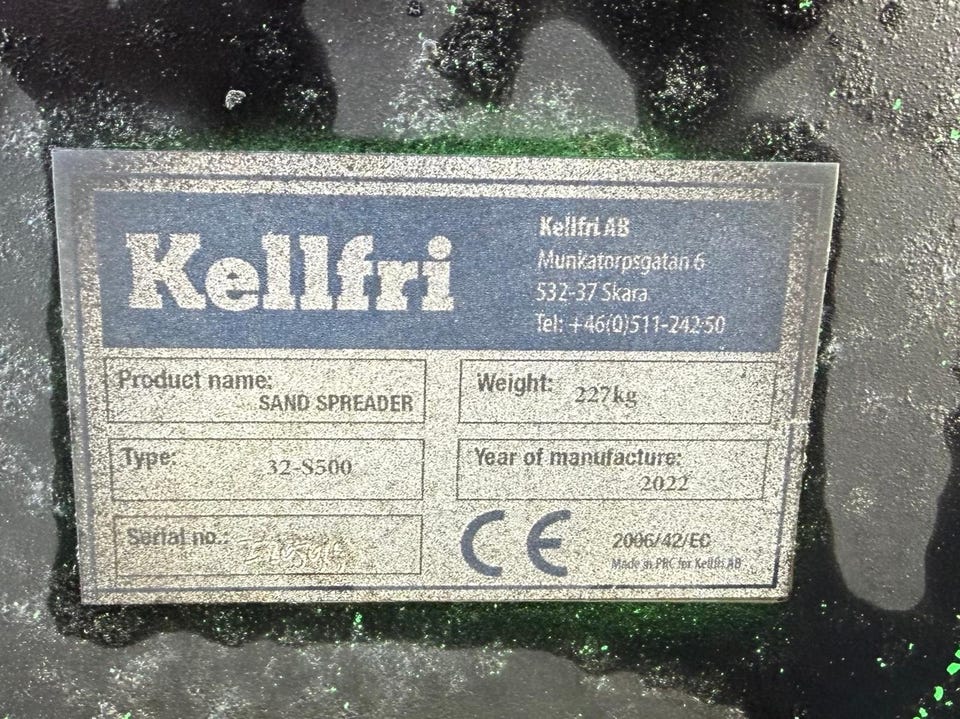 Kellfri
Kellfri AB
Munkatorpsgatan 6
532-37 Skara
Tel: +46(0)511-242 50
Product name:
SAND SPREADER
Weight: 227kg
Type: 32-S500
Year of manufacture:
2022
Serial no.:
CE
2006/42/EC
Made in PRC for Kellfri AB